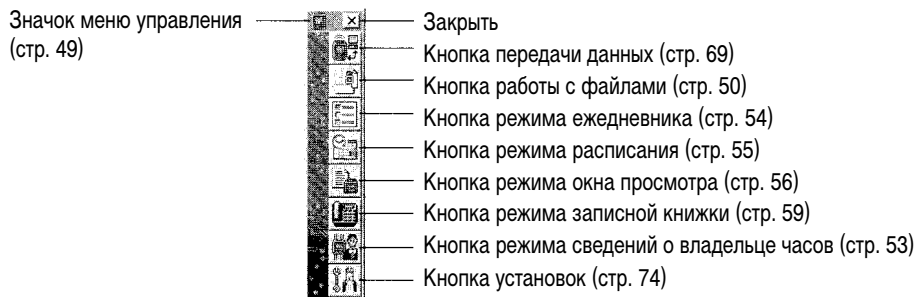 Значок меню управления
(стр. 49)
Закрыть
Кнопка передачи данных (стр. 69)
Кнопка работы с файлами (стр. 50)
Кнопка режима ежедневника (стр. 54)
Кнопка режима расписания (стр. 55)
Кнопка режима окна просмотра (стр. 56)
Кнопка режима записной книжки (стр. 59)
Кнопка режима сведений о владельце часов (стр. 53)
Кнопка установок (стр. 74)